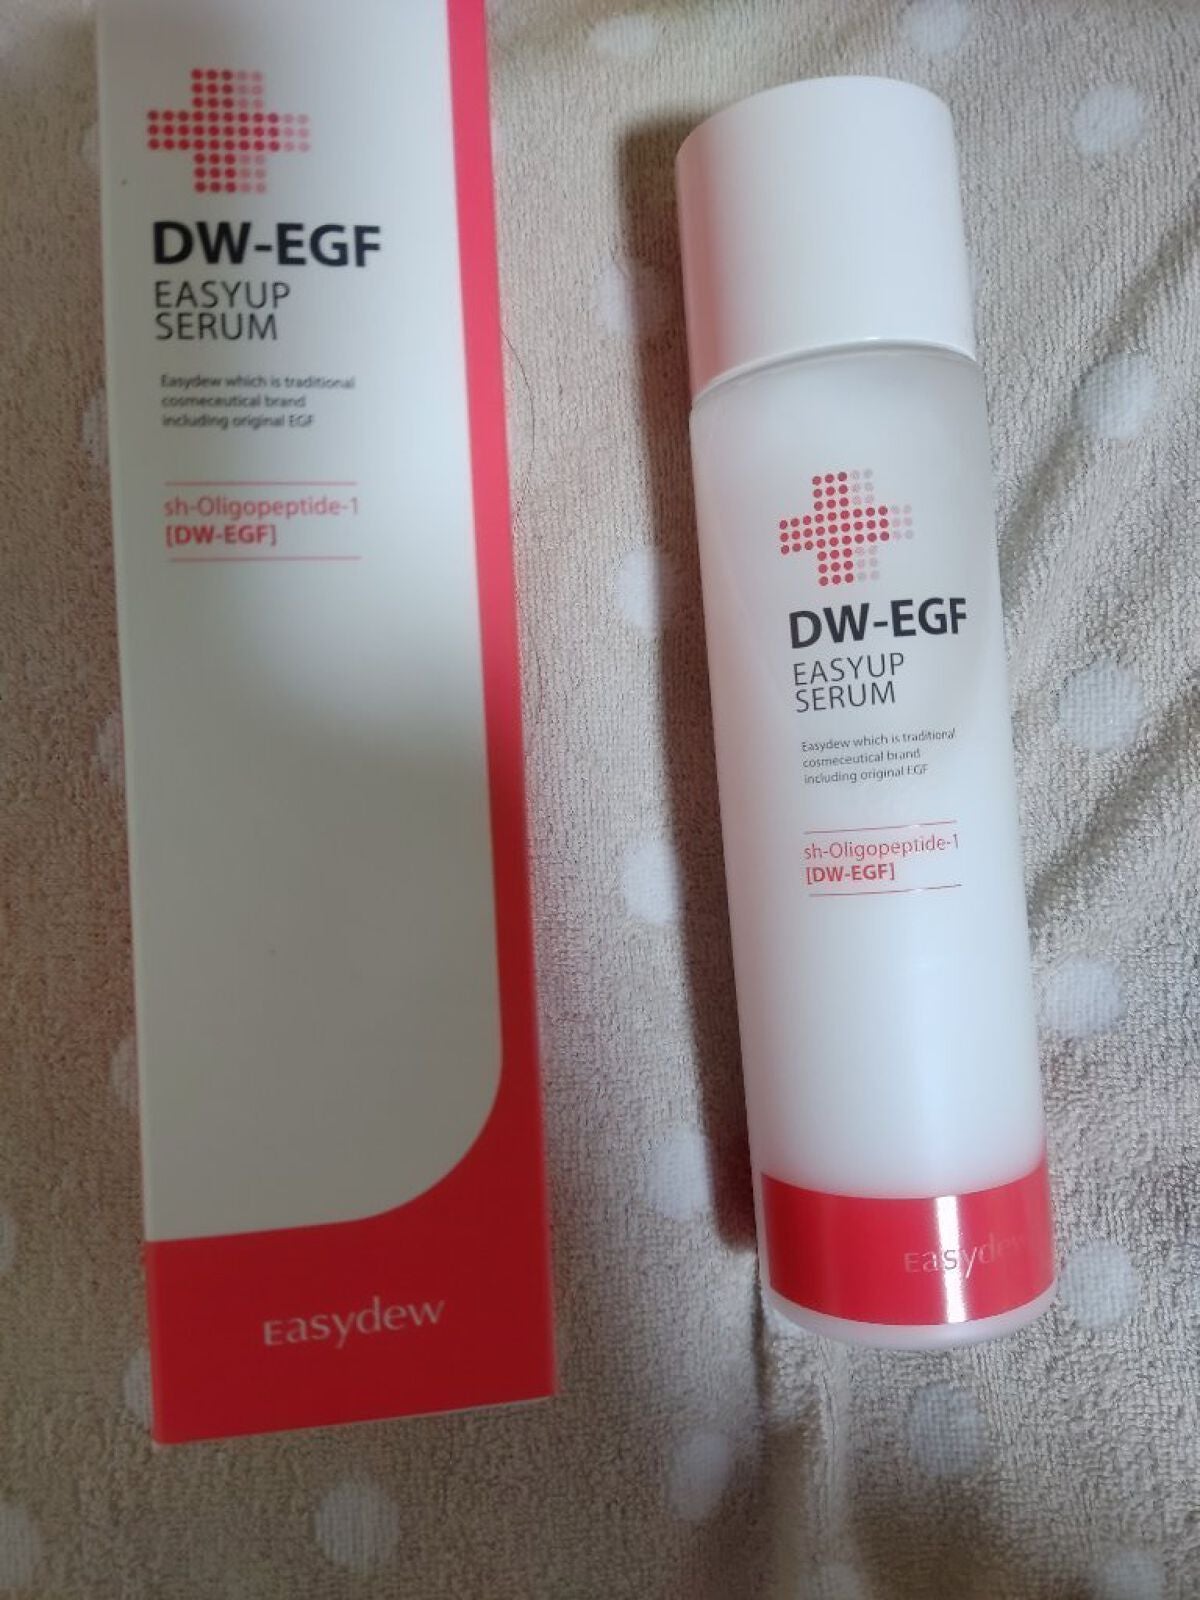 DW-EGF
EASYUP
SERUM
Easydew which is traditional
cosmeceutical brand
including original EGF
sh-Oligopeptide-1
[DW-EGF]
Easydew
DW-EGF
EASYUP
SERUM
Easydew which is traditional
cosmeceutical brand
including original EGF
sh-Oligopeptide-1
[DW-EGF]
Easydew